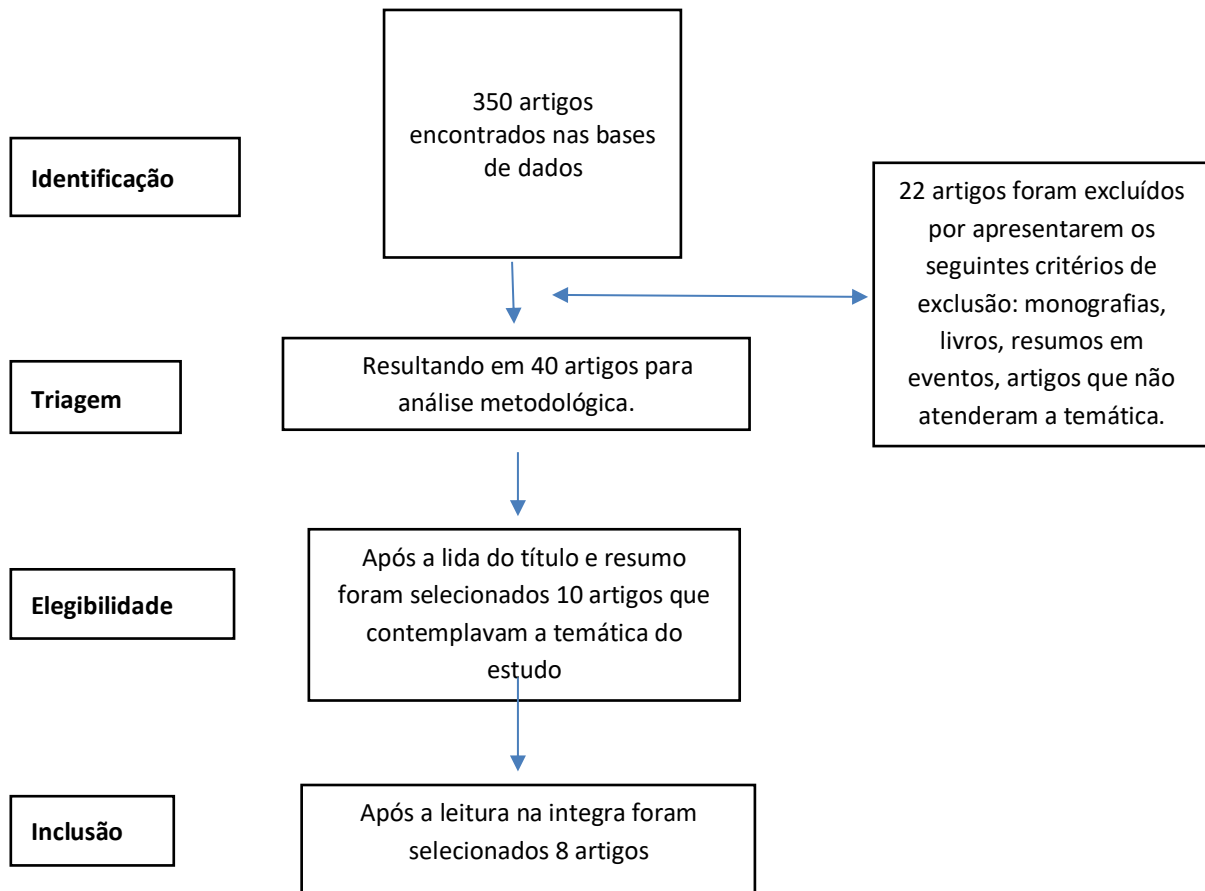 350 artigos
encontrados nas bases
de dados
Identificação
22 artigos foram excluídos
por apresentarem os
seguintes critérios de
exclusão: monografias,
livros, resumos em
eventos, artigos que não
atenderam a temática.
Resultando em 40 artigos para
análise metodológica.
Triagem
Após a lida do título e resumo
foram selecionados 10 artigos que
contemplavam a temática do
estudo
Elegibilidade
Após a leitura na integra foram
selecionados 8 artigos
Inclusão